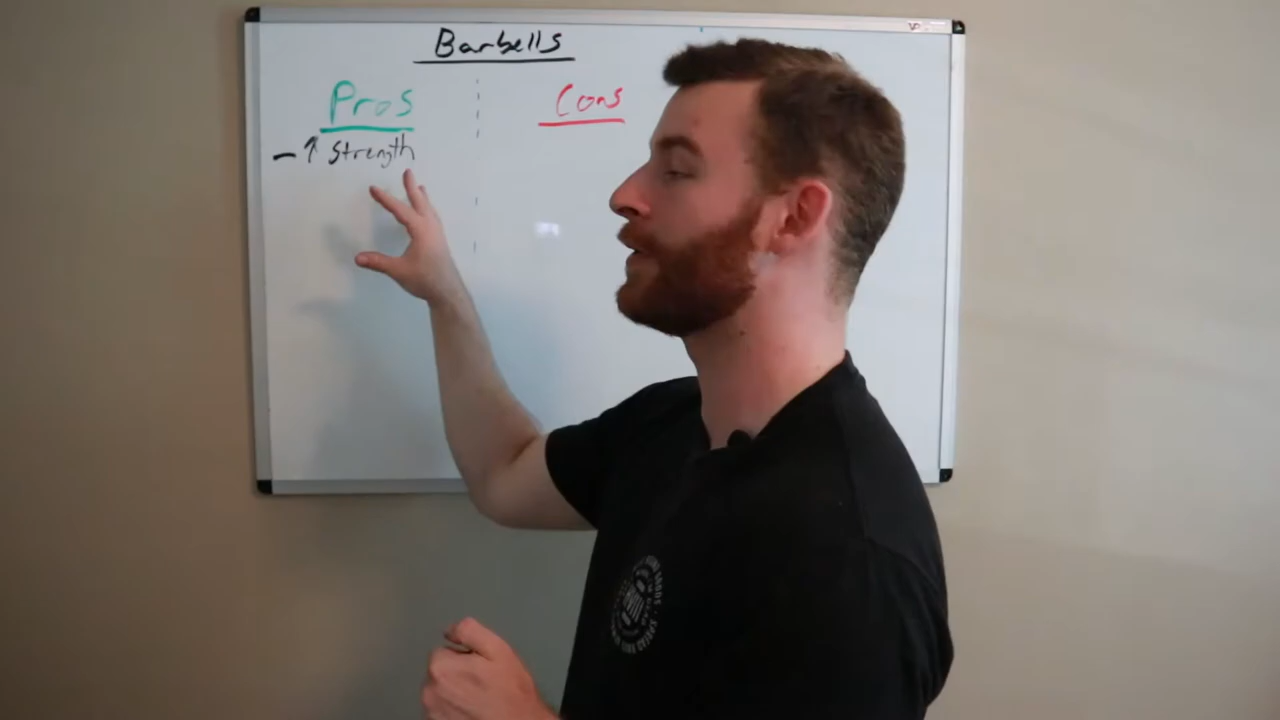 Barbells
Pros
Cons
- ↑ Strength